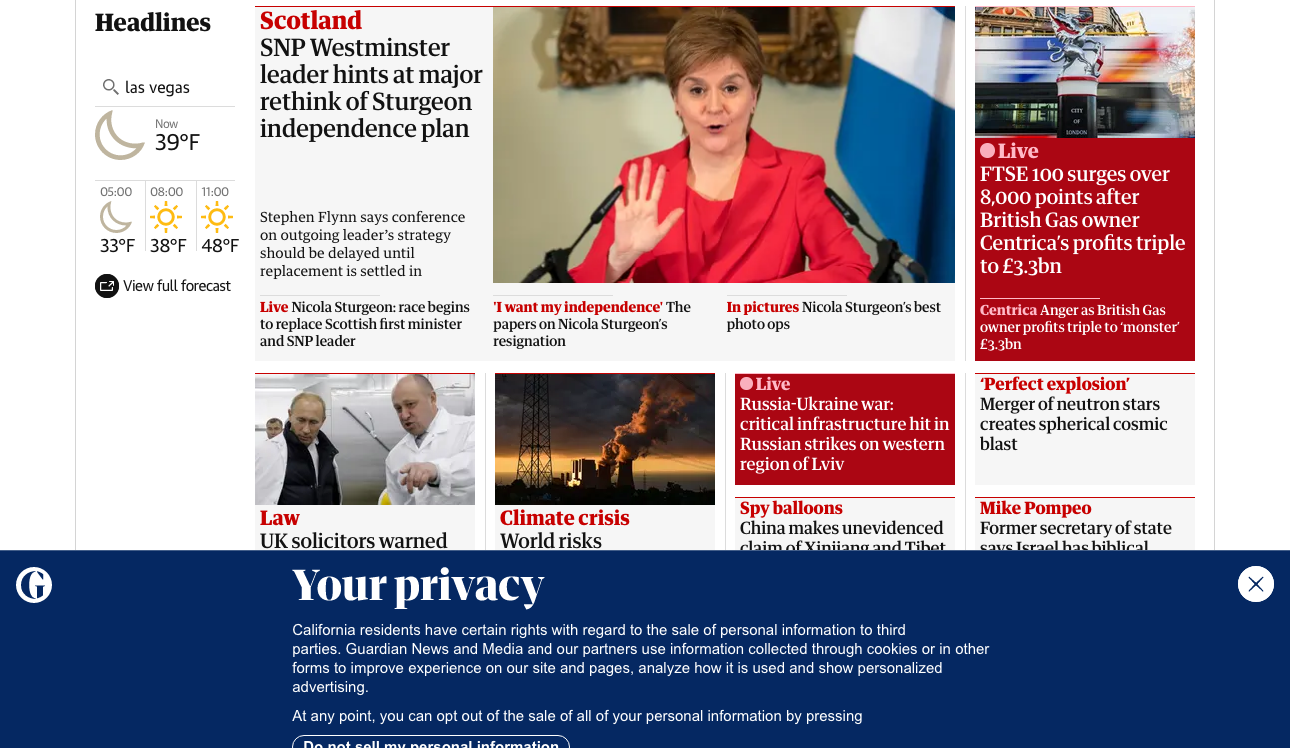 Headlines
las vegas
Now
39°F
05:00
08:00
11:00
33°F
38°F
48°F
View full forecast
Scotland
SNP Westminster
leader hints at major
rethink of Sturgeon
independence plan
Stephen Flynn says conference
on outgoing leader's strategy
should be delayed until
replacement is settled in
Live Nicola Sturgeon: race begins
to replace Scottish first minister
and SNP leader
'I want my independence' The
papers on Nicola Sturgeon's
resignation
In pictures Nicola Sturgeon's best
photo ops
CITY
OF
LONDON
Live
FTSE 100 surges over
8,000 points after
British Gas owner
Centrica's profits triple
to £3.3bn
Centrica Anger as British Gas
owner profits triple to 'monster'
£3.3bn
Law
UK solicitors warned
Climate crisis
World risks
Live
Russia-Ukraine war:
critical infrastructure hit in
Russian strikes on western
region of Lviv
Spy balloons
China makes unevidenced
claim of Xinjiang and Tibet
'Perfect explosion'
Merger of neutron stars
creates spherical cosmic
blast
Mike Pompeo
Former secretary of state
says Israel has biblical
G
Your privacy
California residents have certain rights with regard to the sale of personal information to third
parties. Guardian News and Media and our partners use information collected through cookies or in other
forms to improve experience on our site and pages, analyze how it is used and show personalized
advertising.
At any point, you can opt out of the sale of all of your personal information by pressing
Do not sell my personal information